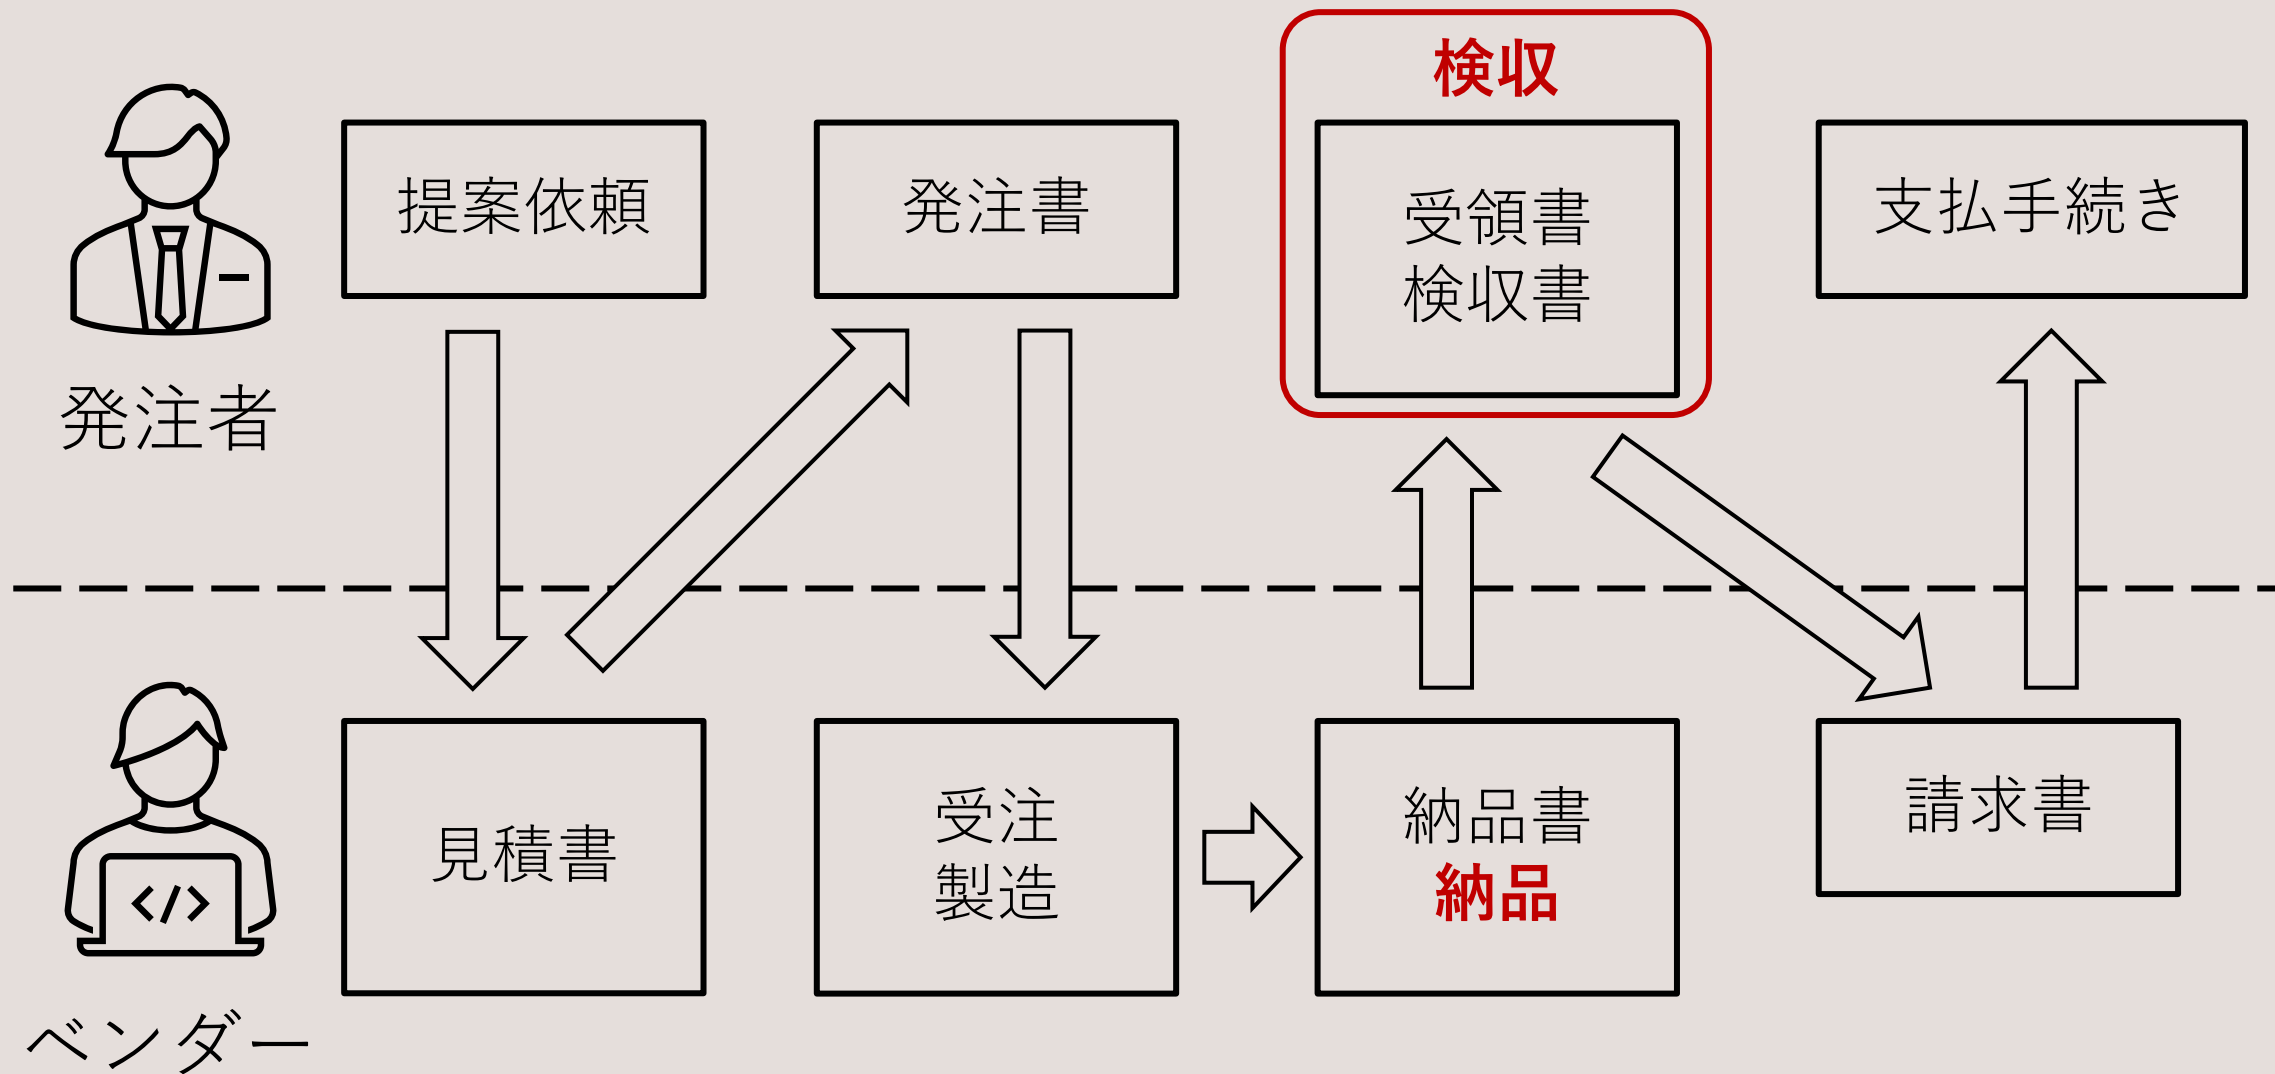 検収
提案依頼
発注書
受領書
検収書
支払手続き
発注者
見積書
受注
製造
納品書
納品
請求書
ベンダー